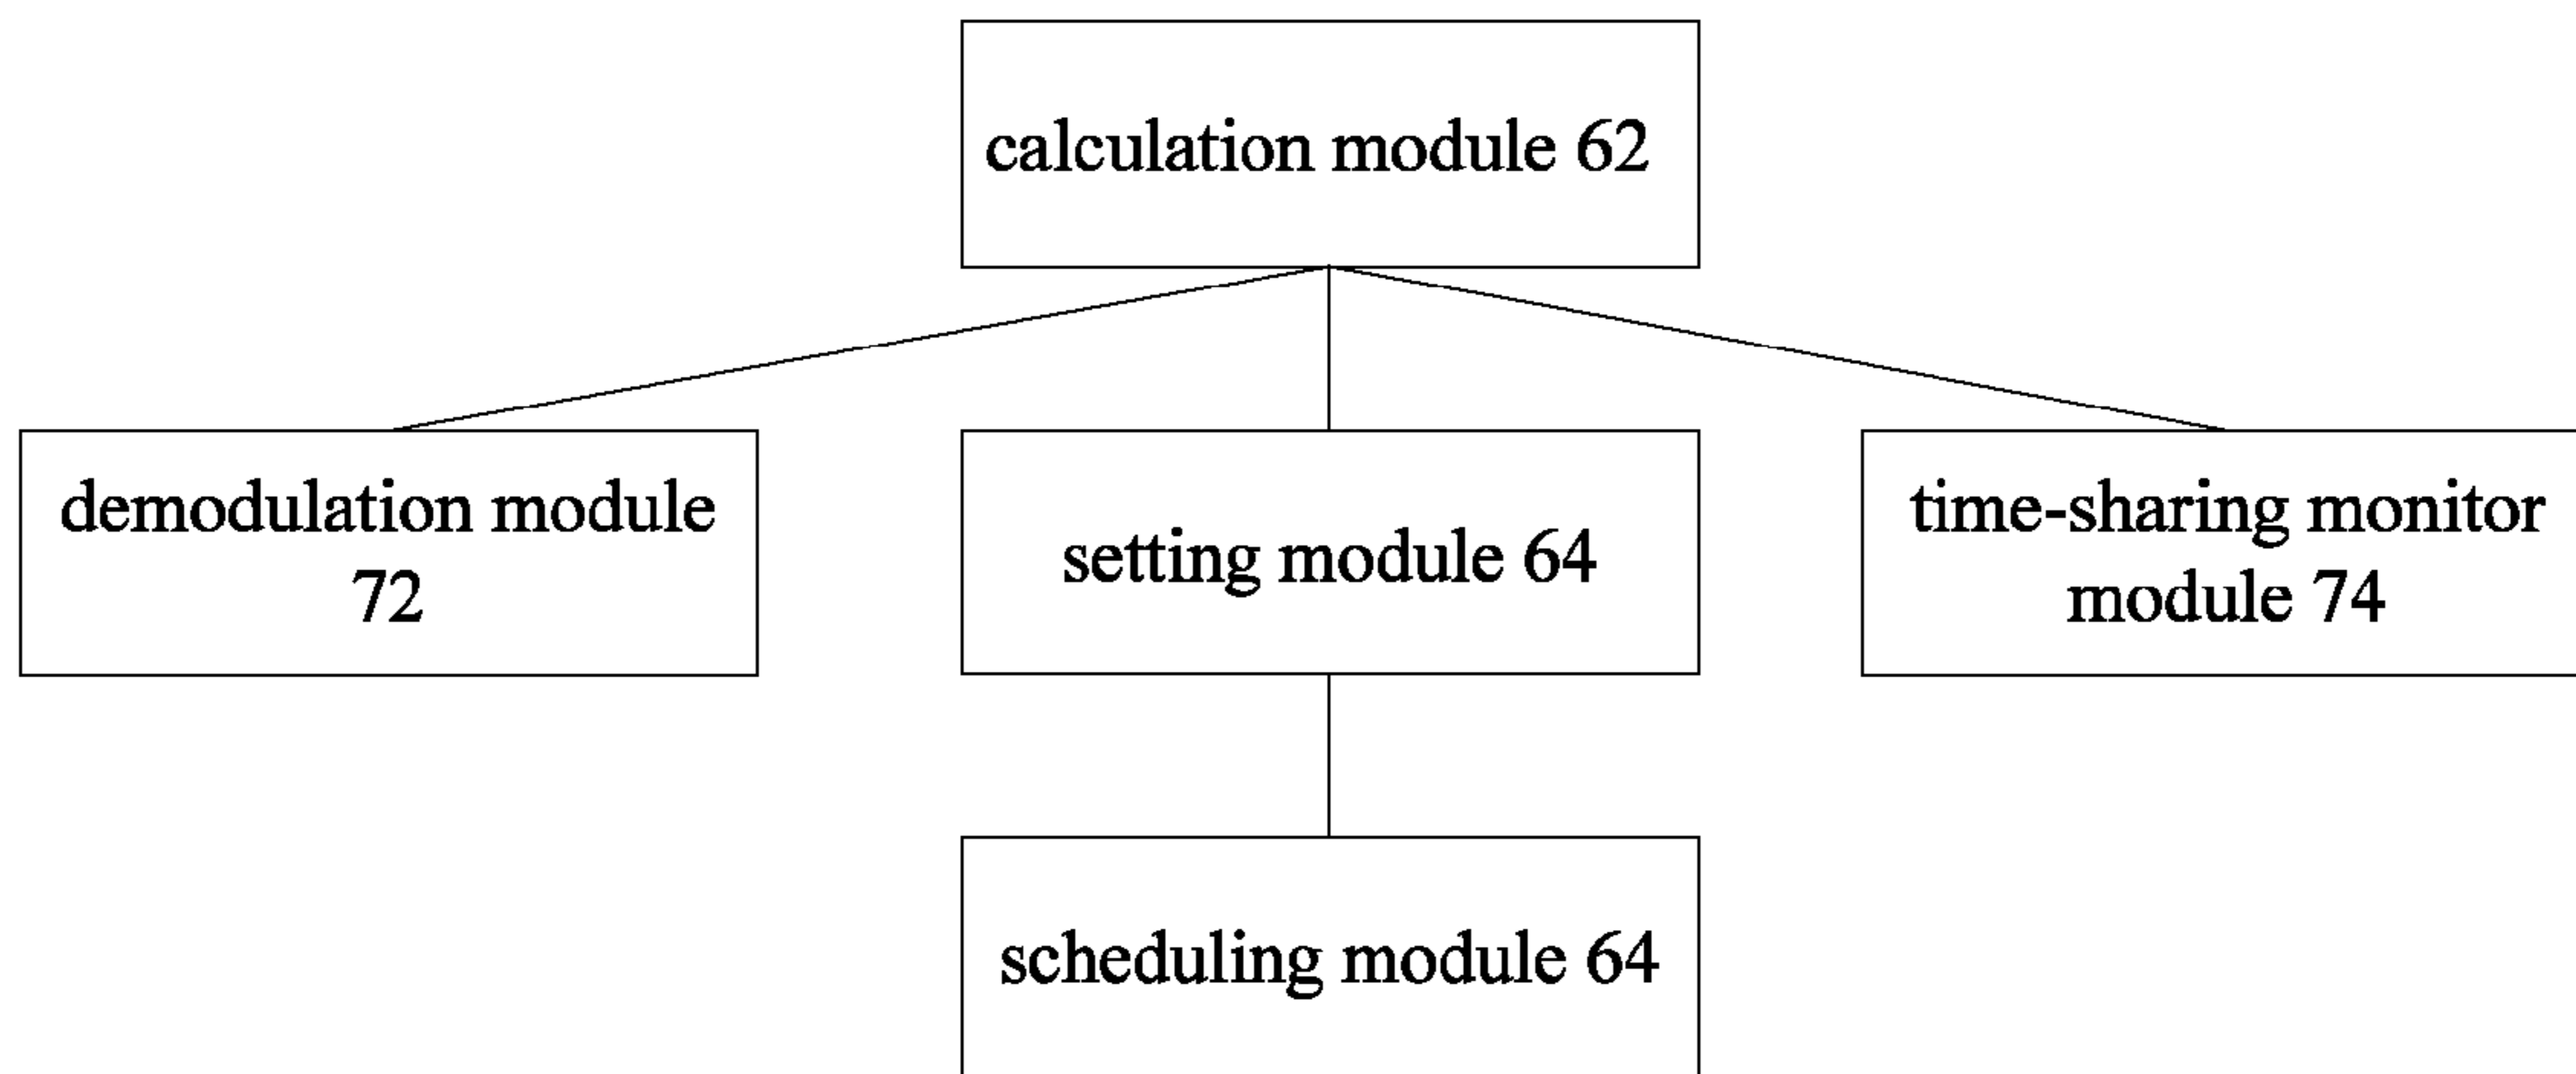 calculation module 62
demodulation module
72
setting module 64
time-sharing monitor
module 74
scheduling module 64